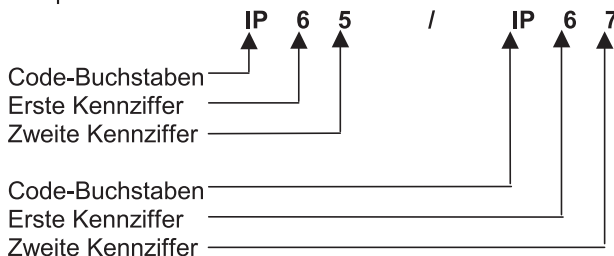 IP 6 5 / IP 6 7
Code-Buchstaben
Erste Kennziffer
Zweite Kennziffer
Code-Buchstaben
Erste Kennziffer
Zweite Kennziffer